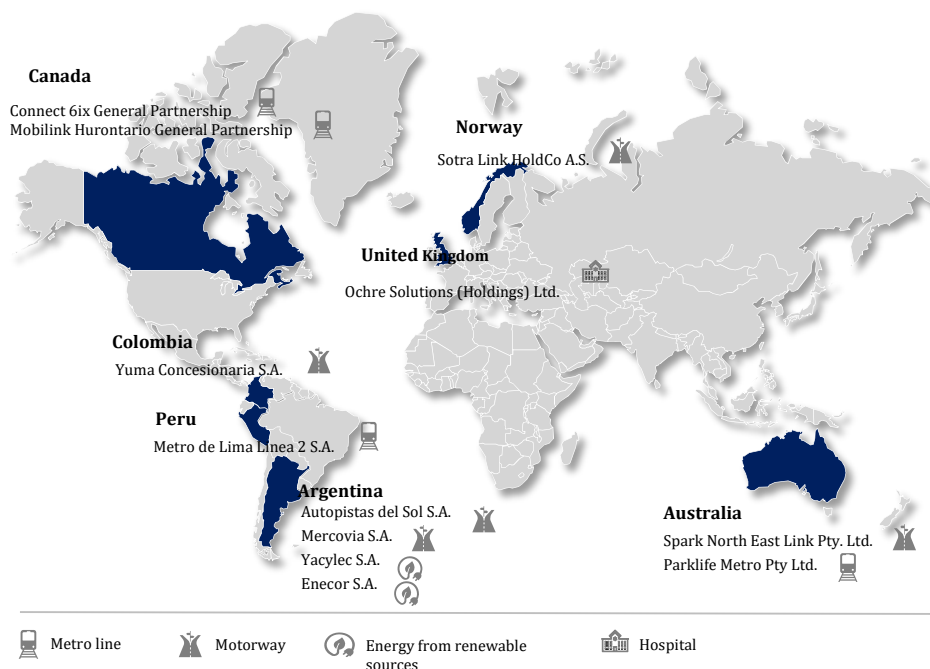 Canada
Connect 6ix General Partnership
Mobilink Hurontario General Partnership
Norway
Sotra Link HoldCo A.S.
United Kingdom
Ochre Solutions (Holdings) Ltd.
Colombia
Yuma Concesionaria S.A.
Peru
Metro de Lima Linea 2 S.A.
Argentina
Autopistas del Sol S.A.
Mercovia S.A.
Yacylec S.A.
Enecor S.A.
Australia
Spark North East Link Pty. Ltd.
Parklife Metro Pty Ltd.
Metro line
Motorway
Energy from renewable
sources
Hospital